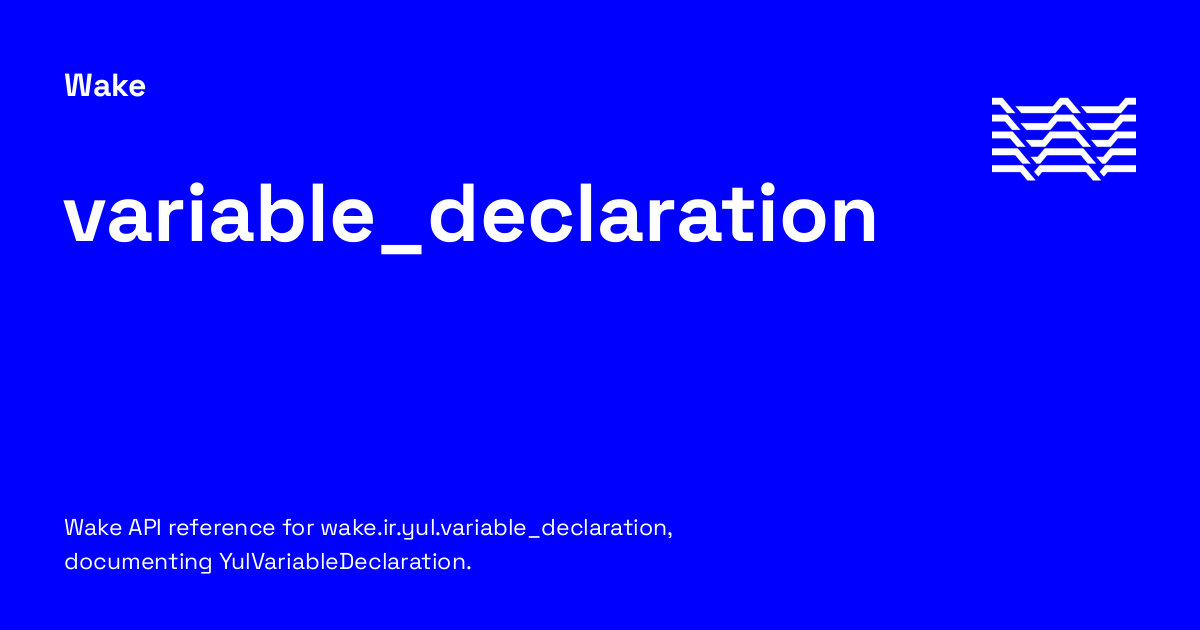 Wake
variable_declaration
Wake API reference for wake.ir.yul.variable_declaration,
documenting YulVariableDeclaration.